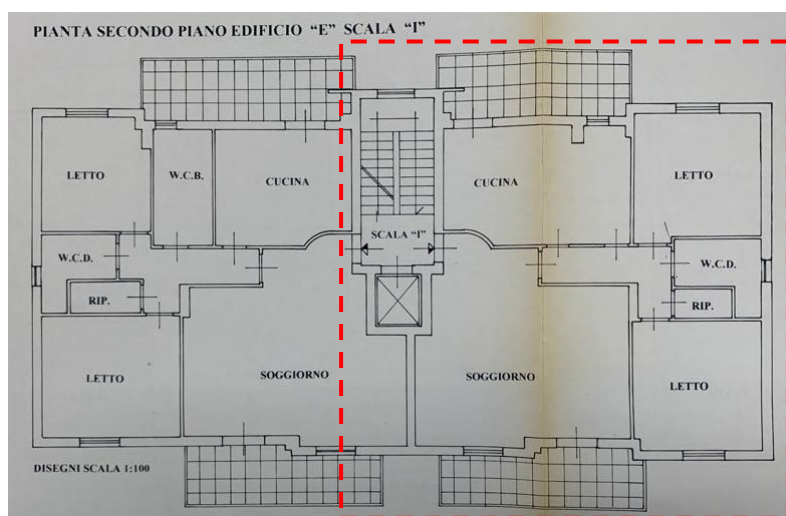 PIANTA SECONDO PIANO EDIFICIO “E” SCALA “I”
LETTO
W.C.B.
CUCINA
CUCINA
LETTO
SCALA “I”
W.C.D.
W.C.D.
RIP.
RIP.
LETTO
SOGGIORNO
SOGGIORNO
LETTO
DISEGNI SCALA 1:100